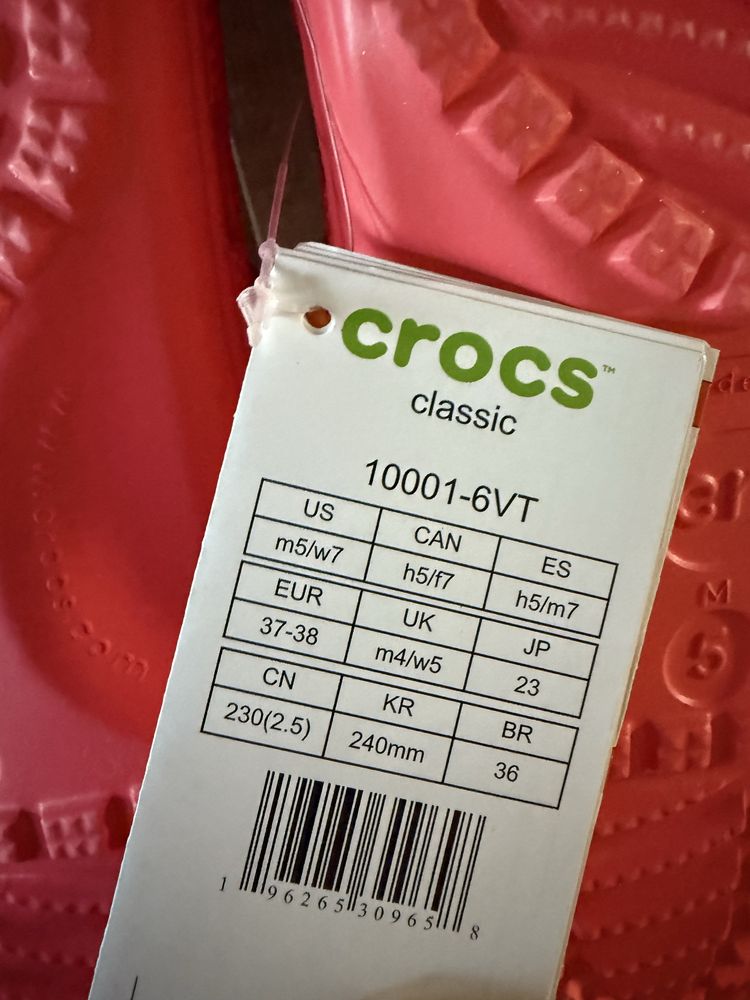 crocs™
classic
10001-6VT
US CAN ES
m5/w7 h5/f7 h5/m7
EUR UK JP
37-38 m4/w5 23
CN KR BR
230(2.5) 240mm 36
1 96265 30965 8
M
5